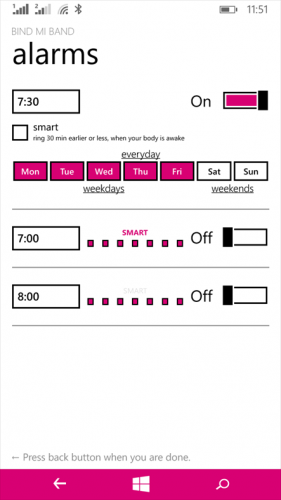 1 2 11:51
BIND MI BAND
alarms
7:30 On
smart
ring 30 min earlier or less, when your body is awake
everyday
Mon Tue Wed Thu Fri Sat Sun
weekdays weekends
SMART
7:00 Off
SMART
8:00 Off
← Press back button when you are done.